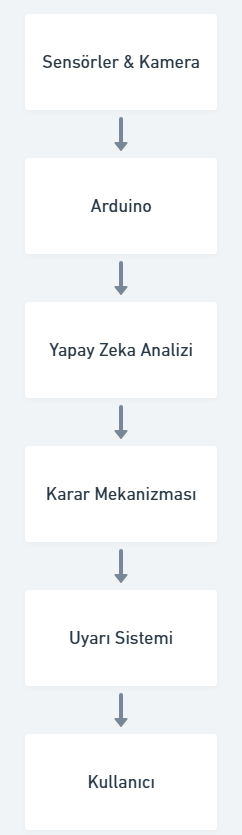 Sensörler & Kamera
Arduino
Yapay Zeka Analizi
Karar Mekanizması
Uyarı Sistemi
Kullanıcı